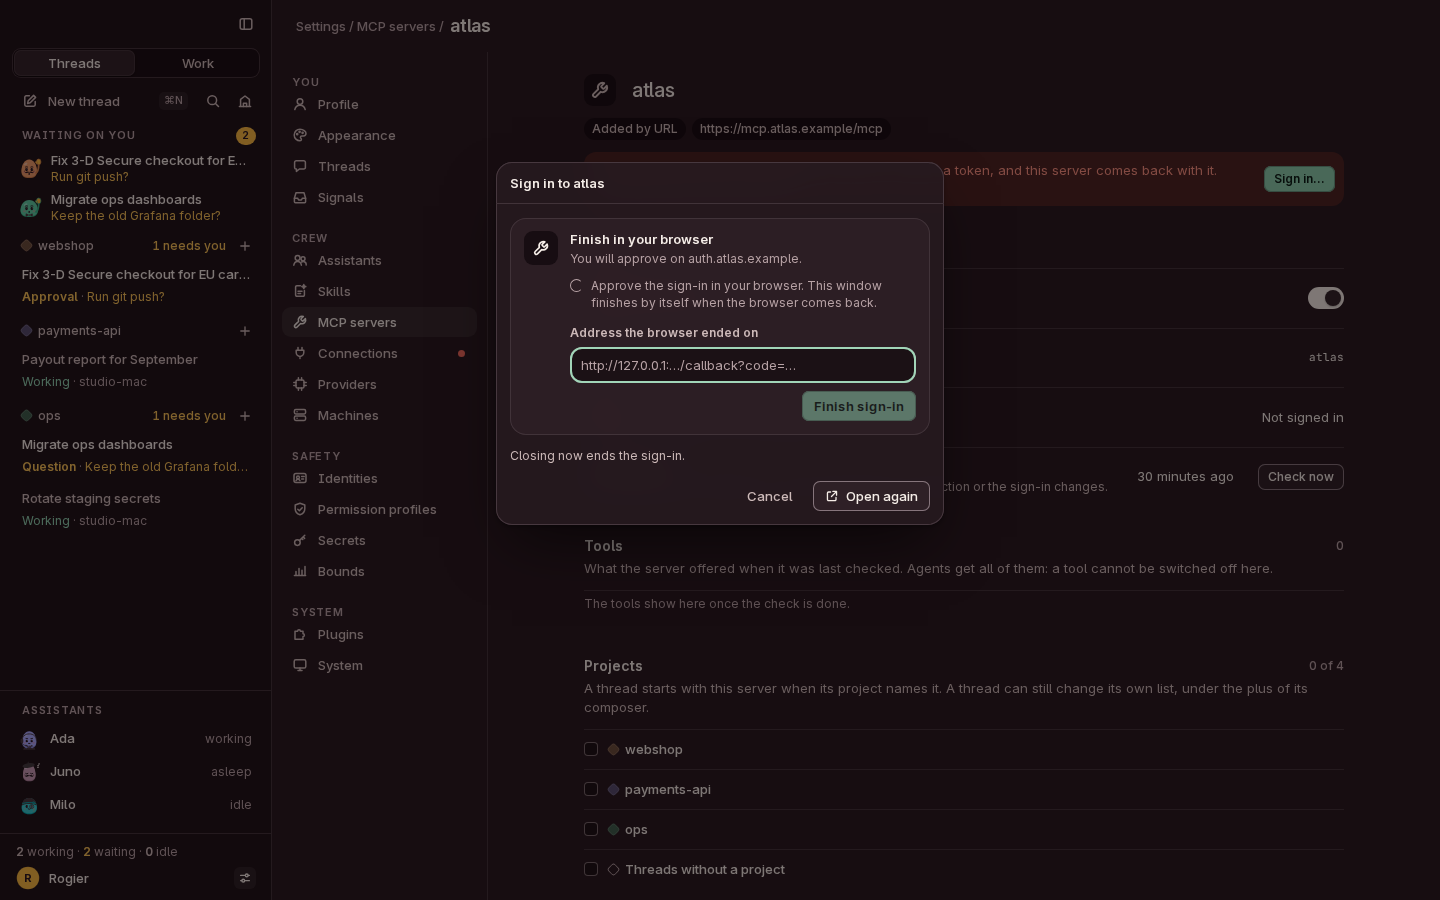 Threads
Work
New thread
⌘N
WAITING ON YOU
2
Fix 3-D Secure checkout for E…
Run git push?
Migrate ops dashboards
Keep the old Grafana folder?
webshop
1 needs you
Fix 3-D Secure checkout for EU car…
Approval · Run git push?
payments-api
Payout report for September
Working · studio-mac
ops
1 needs you
Migrate ops dashboards
Question · Keep the old Grafana fold…
Rotate staging secrets
Working · studio-mac
ASSISTANTS
Ada
working
Juno
asleep
Milo
idle
2 working · 2 waiting · 0 idle
R
Rogier
Settings / MCP servers / atlas
YOU
Profile
Appearance
Threads
Signals
CREW
Assistants
Skills
MCP servers
Connections
Providers
Machines
SAFETY
Identities
Permission profiles
Secrets
Bounds
SYSTEM
Plugins
System
atlas
Added by URL
https://mcp.atlas.example/mcp
a token, and this server comes back with it.
Sign in…
Sign in to atlas
Finish in your browser
You will approve on auth.atlas.example.
Approve the sign-in in your browser. This window
finishes by itself when the browser comes back.
Address the browser ended on
http://127.0.0.1:…/callback?code=…
Finish sign-in
Closing now ends the sign-in.
Cancel
Open again
atlas
Not signed in
ction or the sign-in changes.
30 minutes ago
Check now
Tools
0
What the server offered when it was last checked. Agents get all of them: a tool cannot be switched off here.
The tools show here once the check is done.
Projects
0 of 4
A thread starts with this server when its project names it. A thread can still change its own list, under the plus of its
composer.
webshop
payments-api
ops
Threads without a project